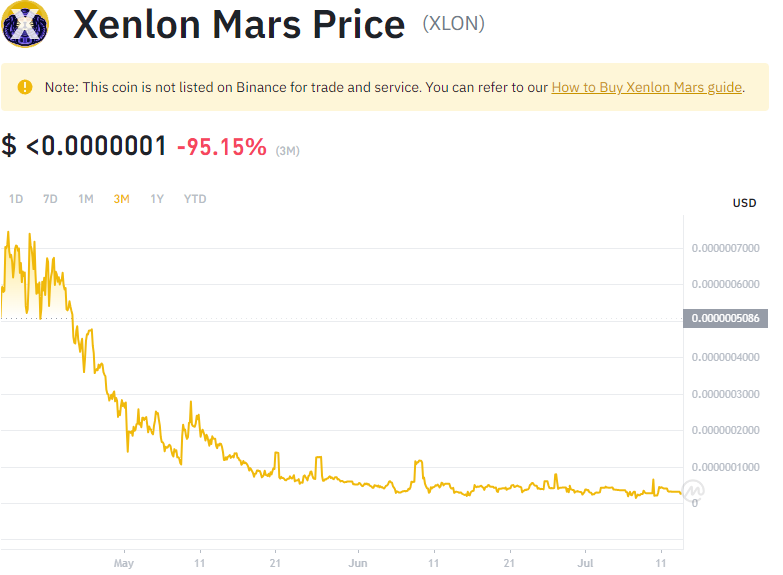 Xenlon Mars Price (XLON)
Note: This coin is not listed on Binance for trade and service. You can refer to our How to Buy Xenlon Mars guide.
$ <0.0000001 -95.15% (3M)
1D 7D 1M 3M 1Y YTD
USD
0.0000007000
0.0000006000
0.0000005086
0.0000004000
0.0000003000
0.0000002000
0.0000001000
0
May 11 21 Jun 11 21 Jul 11